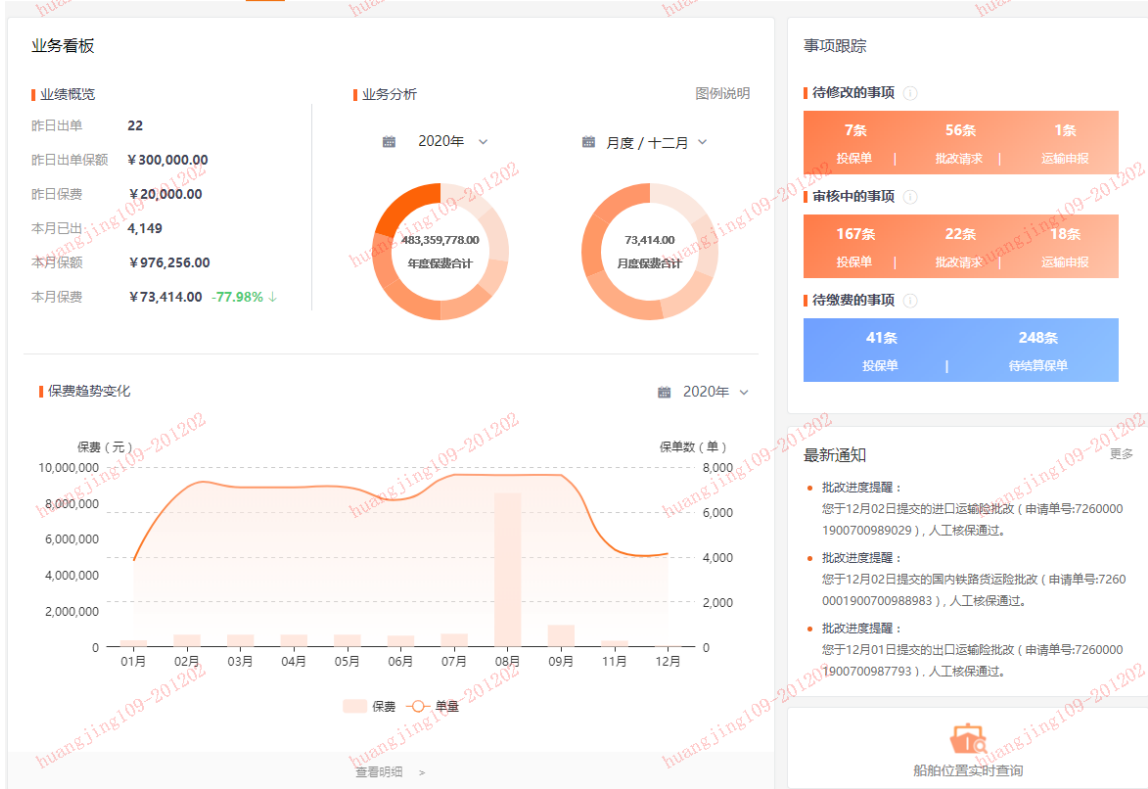 业务看板
业绩概览
昨日出单 22
昨日出单保额 ￥300,000.00
昨日保费 ￥20,000.00
本月已出 4,149
本月保额 ￥976,256.00
本月保费 ￥73,414.00 -77.98% ↓
业务分析
图例说明
2020年
月度 / 十二月
483,359,778.00
年度保费合计
73,414.00
月度保费合计
保费趋势变化
2020年
保费（元）
保单数（单）
10,000,000
8,000,000
6,000,000
4,000,000
2,000,000
0
8,000
6,000
4,000
2,000
0
01月 02月 03月 04月 05月 06月 07月 08月 09月 11月 12月
保费 单量
查看明细 >
事项跟踪
待修改的事项
7条 56条 1条
投保单 | 批改请求 | 运输申报
审核中的事项
167条 22条 18条
投保单 | 批改请求 | 运输申报
待缴费的事项
41条 248条
投保单 | 待结算保单
最新通知
更多
批改进度提醒：
您于12月02日提交的进口运输险批改（申请单号:7260000
1900700989029），人工核保通过。
批改进度提醒：
您于12月02日提交的国内铁路货运险批改（申请单号:7260
0001900700988983），人工核保通过。
批改进度提醒：
您于12月01日提交的出口运输险批改（申请单号:7260000
1900700987793），人工核保通过。
船舶位置实时查询
huangjing109-201202